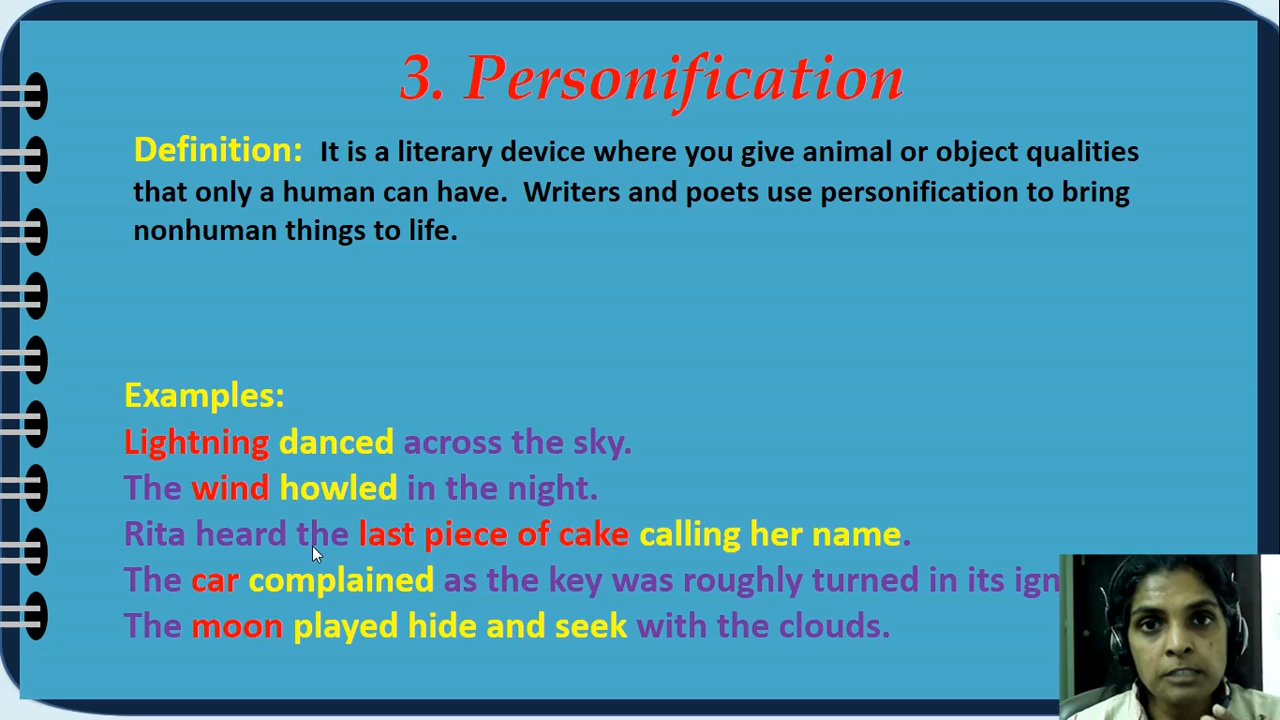 3. Personification
Definition: It is a literary device where you give animal or object qualities
that only a human can have. Writers and poets use personification to bring
nonhuman things to life.
Examples:
Lightning danced across the sky.
The wind howled in the night.
Rita heard the last piece of cake calling her name.
The car complained as the key was roughly turned in its ign
The moon played hide and seek with the clouds.